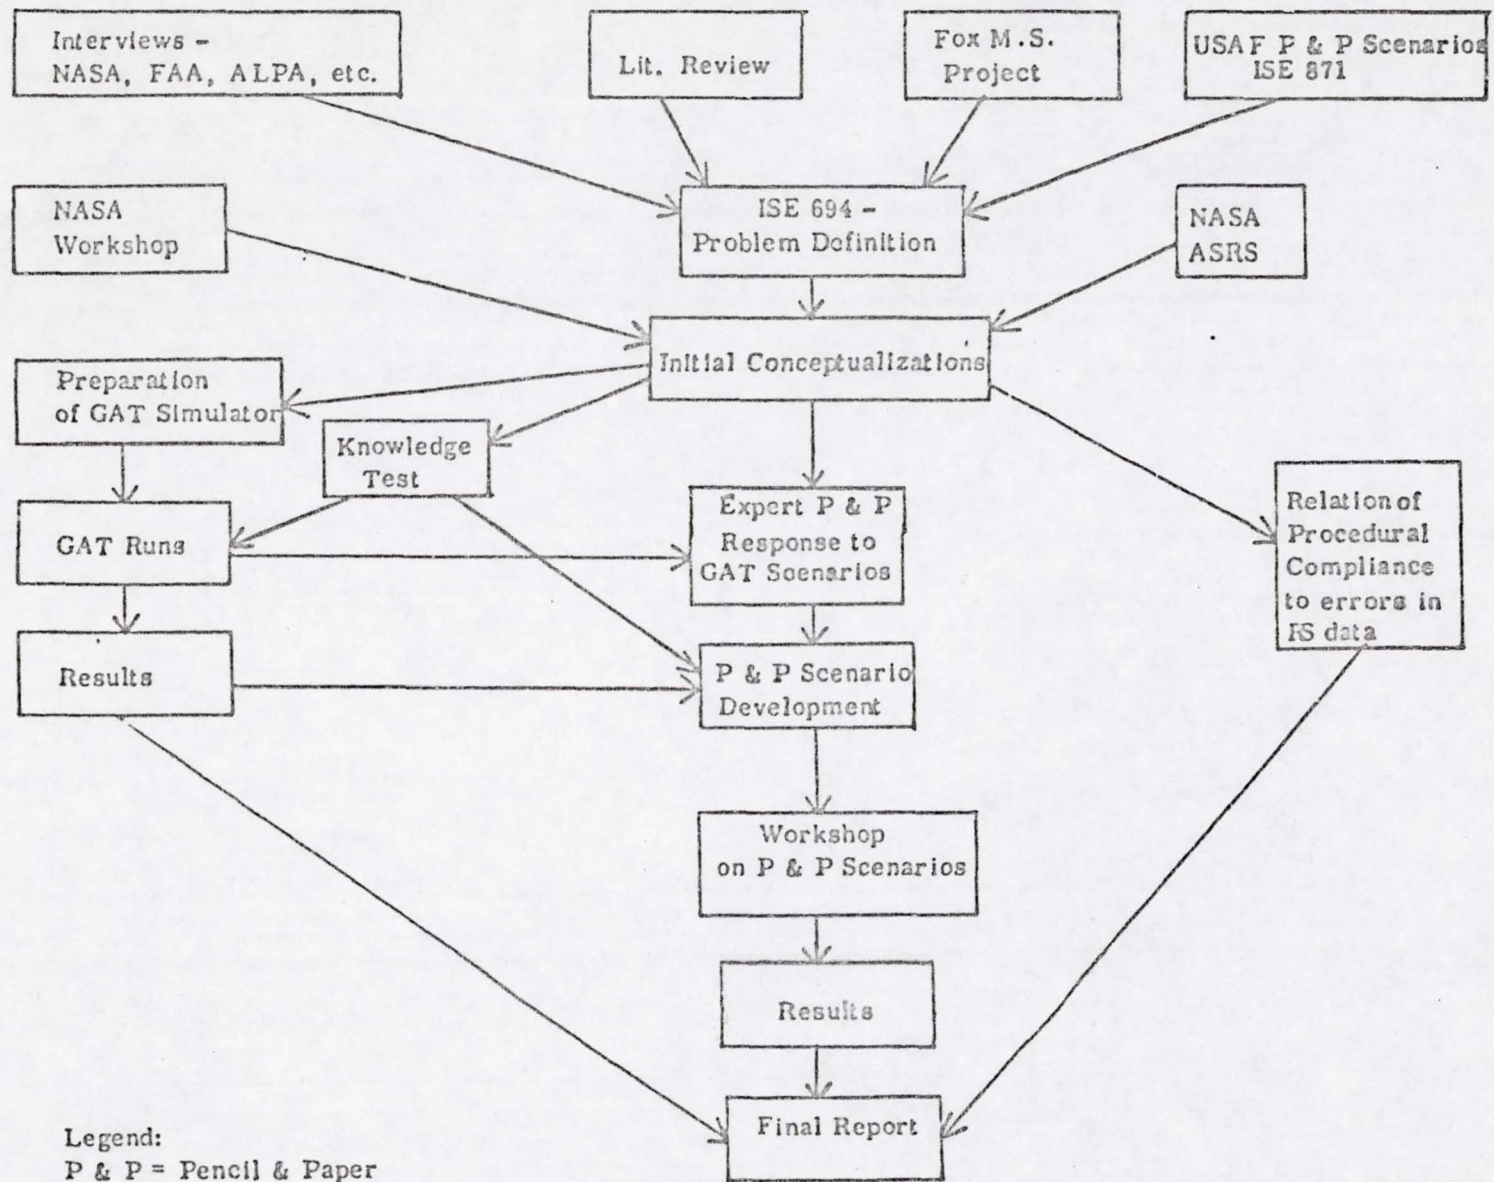 Interviews -
NASA, FAA, ALPA, etc.
Lit. Review
Fox M.S.
Project
USAF P & P Scenarios
ISE 871
NASA
Workshop
ISE 694 -
Problem Definition
NASA
ASRS
Initial Conceptualizations
Preparation
of GAT Simulator
Knowledge
Test
GAT Runs
Expert P & P
Response to
GAT Scenarios
Relation of
Procedural
Compliance
to errors in
data
Results
P & P Scenario
Development
Workshop
on P & P Scenarios
Results
Final Report
Legend:
P & P = Pencil & Paper